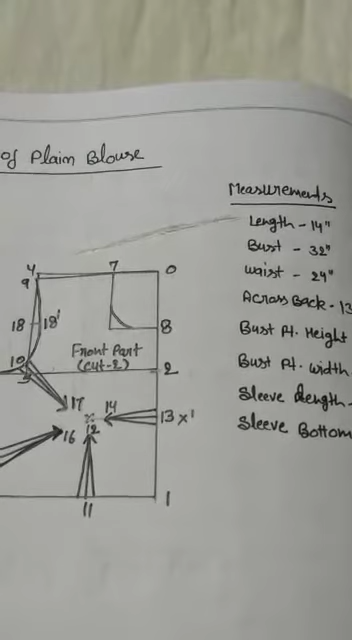 of Plain Blouse
Measurements
Length - 14"
Bust - 32"
Waist - 29"
Across Back - 13
Bust Pt. Height
Bust Pt. Width
Sleeve Length -
Sleeve Bottom
4 7 0
9
18 18' 8
Front Part
(Cut-2)
10 2
17 14 13 x'
16 12
11 1